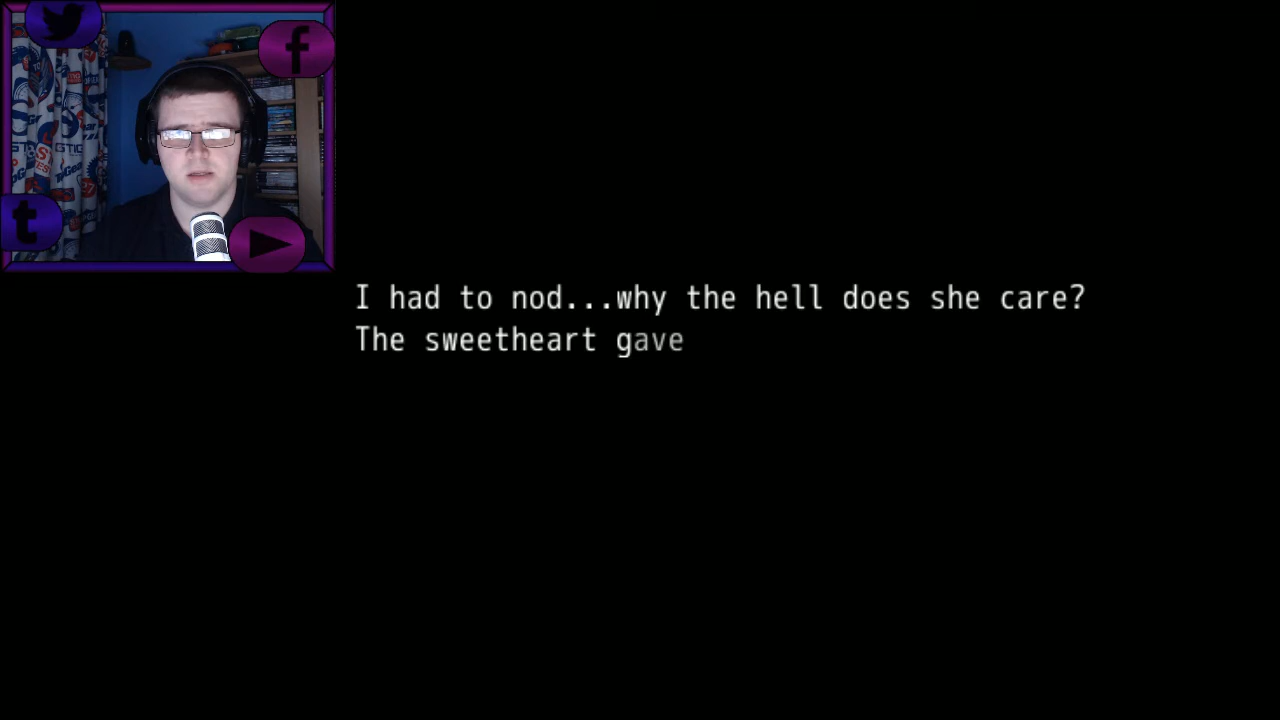 I had to nod...why the hell does she care?
The sweetheart gave